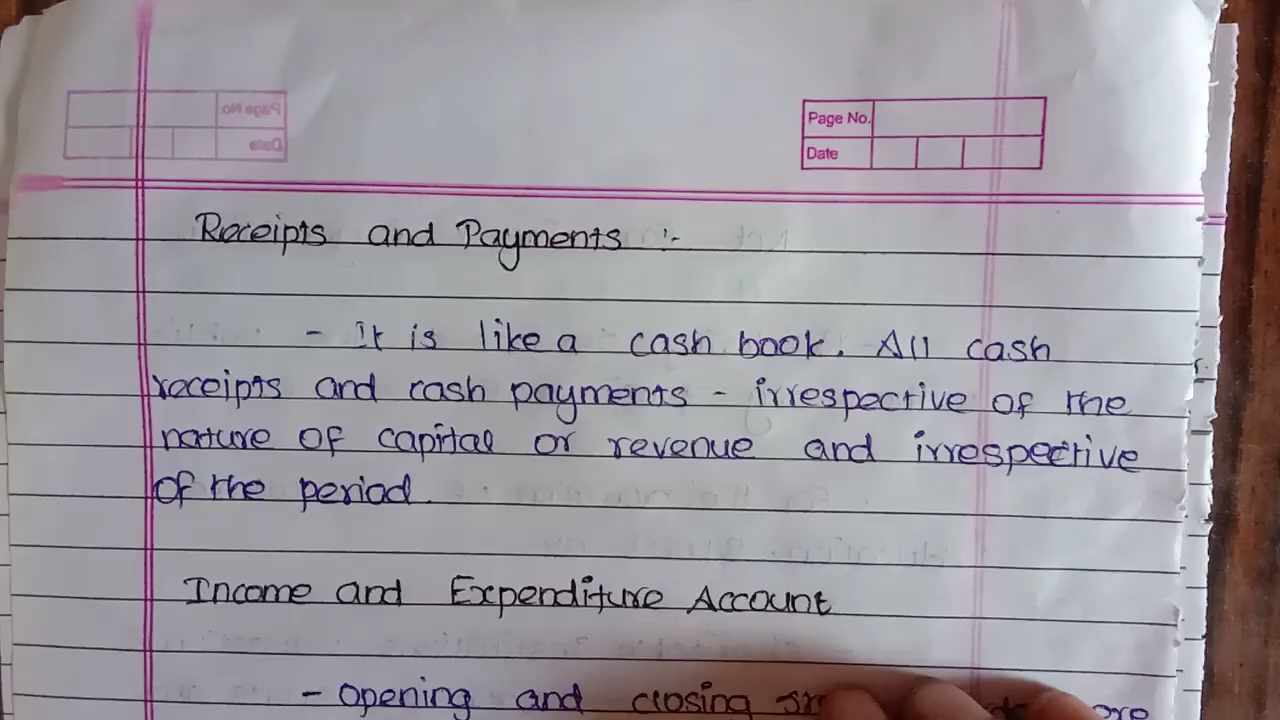 Page No.
Date
Receipts and Payments :-
- It is like a cash book. All cash
receipts and cash payments - irrespective of the
nature of capital or revenue and irrespective
of the period.
Income and Expenditure Account
- opening and closing